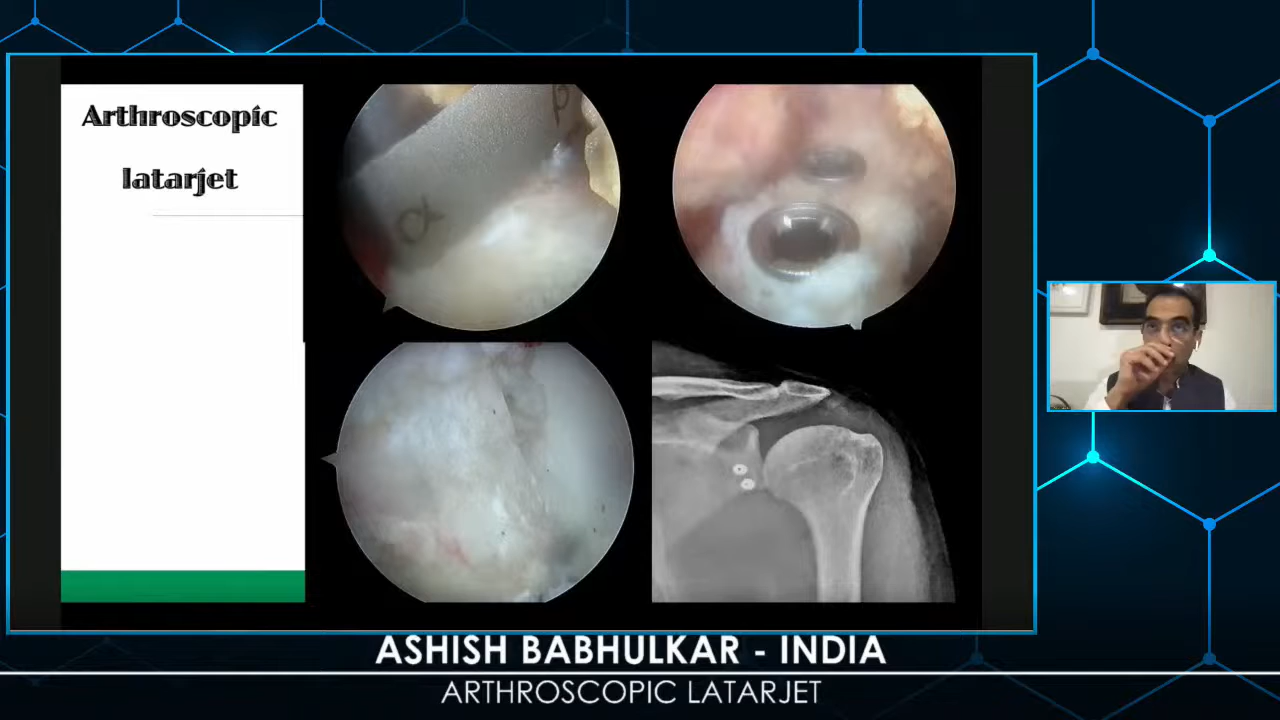 Arthroscopic
latarjet
α
β
ASHISH BABHULKAR - INDIA
ARTHROSCOPIC LATARJET